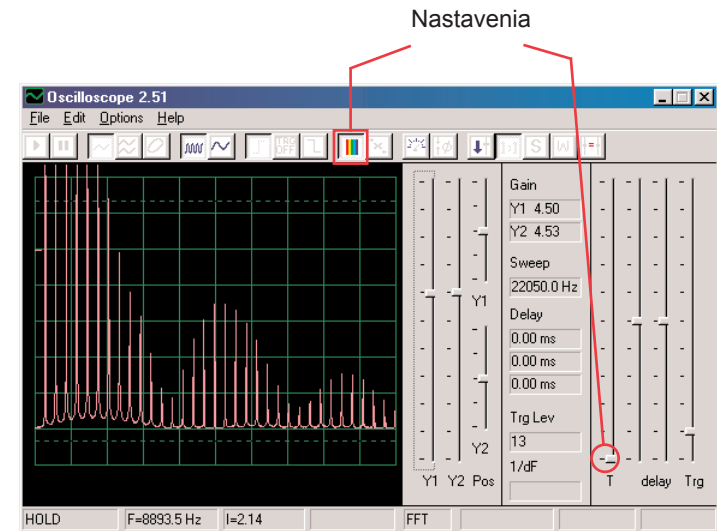 Nastavenia
Oscilloscope 2.51
File Edit Options Help
TRG OFF
S W
Gain
Y1 4.50
Y2 4.53
Sweep
22050.0 Hz
Delay
0.00 ms
0.00 ms
0.00 ms
Trg Lev
13
1/dF
Y1
Y2
Y1 Y2 Pos
T delay Trg
HOLD F=8893.5 Hz I=2.14 FFT